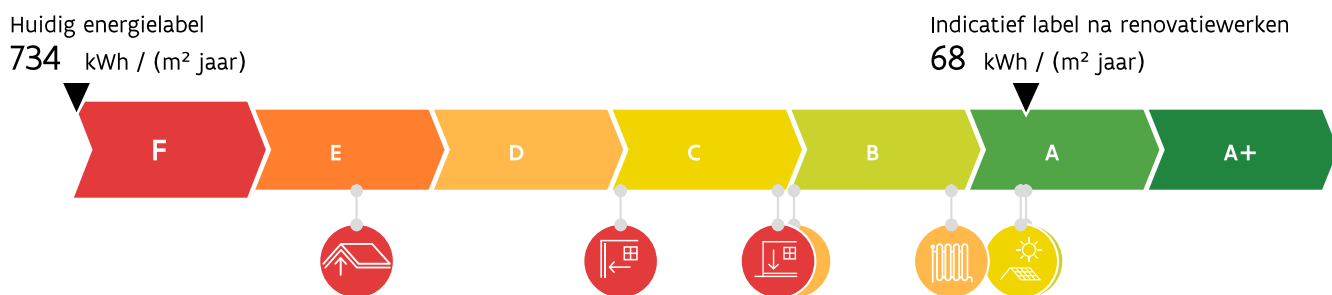 Huidig energielabel
734 kWh / (m² jaar)
Indicatief label na renovatiewerken
68 kWh / (m² jaar)
F E D C B A A+